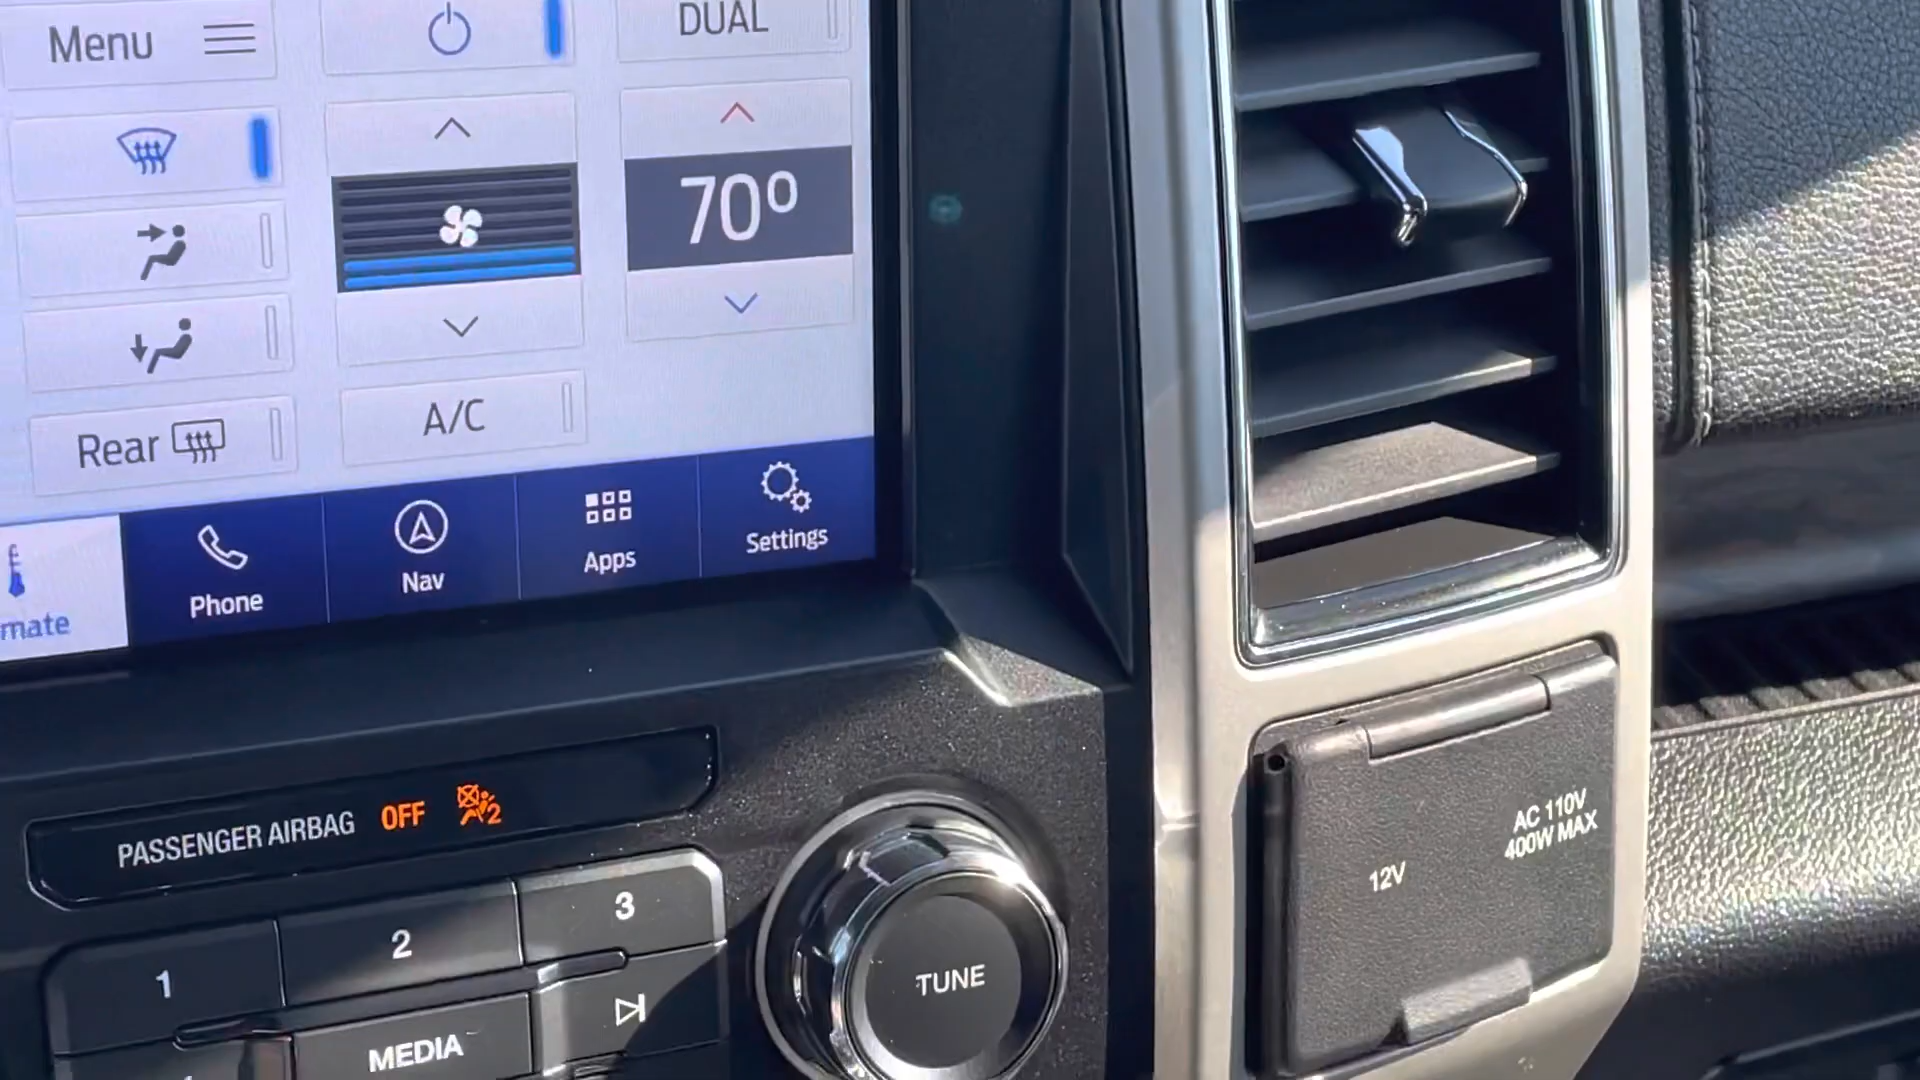 Menu
DUAL
70°
A/C
Rear
mate
Phone
Nav
Apps
Settings
PASSENGER AIRBAG OFF
2
1
2
3
MEDIA
TUNE
12V
AC 110V
400W MAX